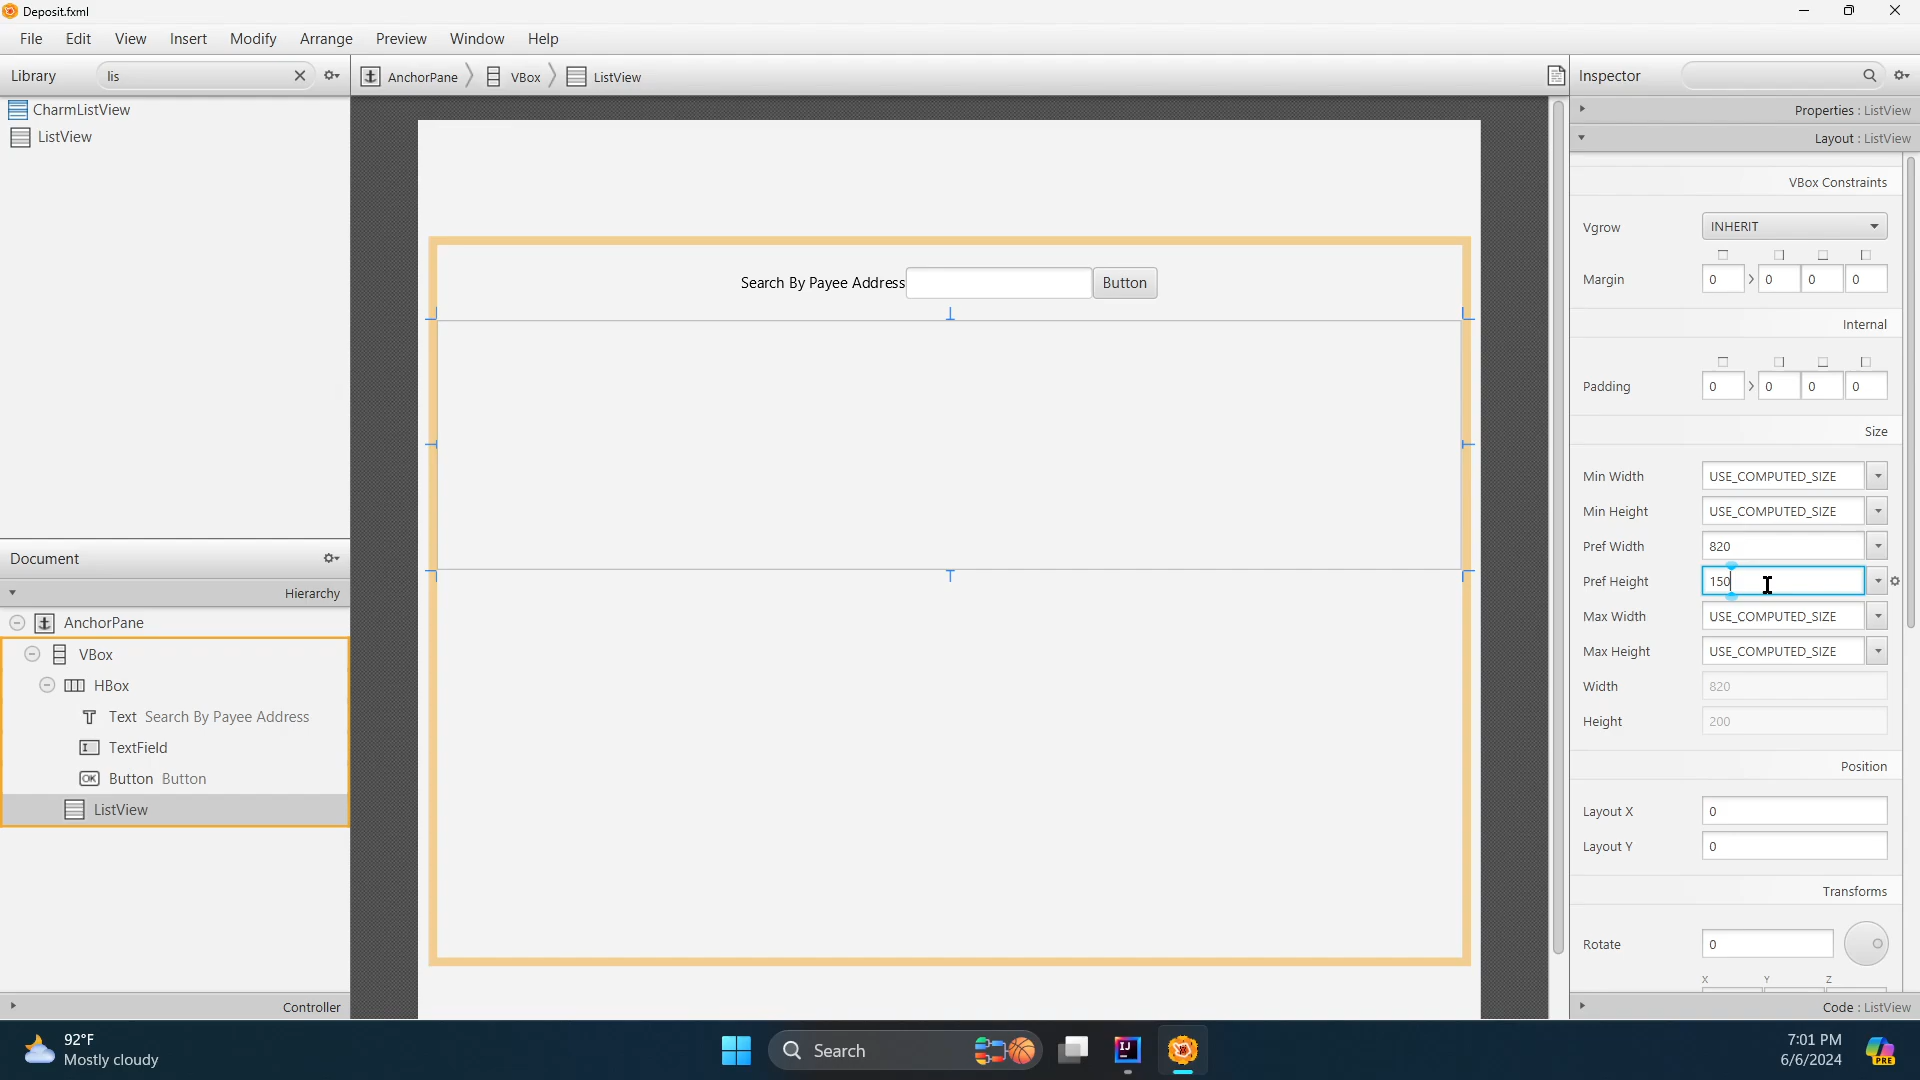 Deposit.fxml
File Edit View Insert Modify Arrange Preview Window Help
Library lis
AnchorPane VBox ListView
Inspector
CharmListView
ListView
Properties : ListView
Layout : ListView
VBox Constraints
Vgrow INHERIT
Margin 0 0 0 0
Internal
Padding 0 0 0 0
Size
Min Width USE_COMPUTED_SIZE
Min Height USE_COMPUTED_SIZE
Pref Width 820
Pref Height 150
Max Width USE_COMPUTED_SIZE
Max Height USE_COMPUTED_SIZE
Width 820
Height 200
Position
Layout X 0
Layout Y 0
Transforms
Rotate 0
X Y Z
Code : ListView
Search By Payee Address Button
Document
Hierarchy
AnchorPane
VBox
HBox
T Text Search By Payee Address
TextField
OK Button Button
ListView
Controller
92°F
Mostly cloudy
Search
IJ
7:01 PM
6/6/2024
PRE